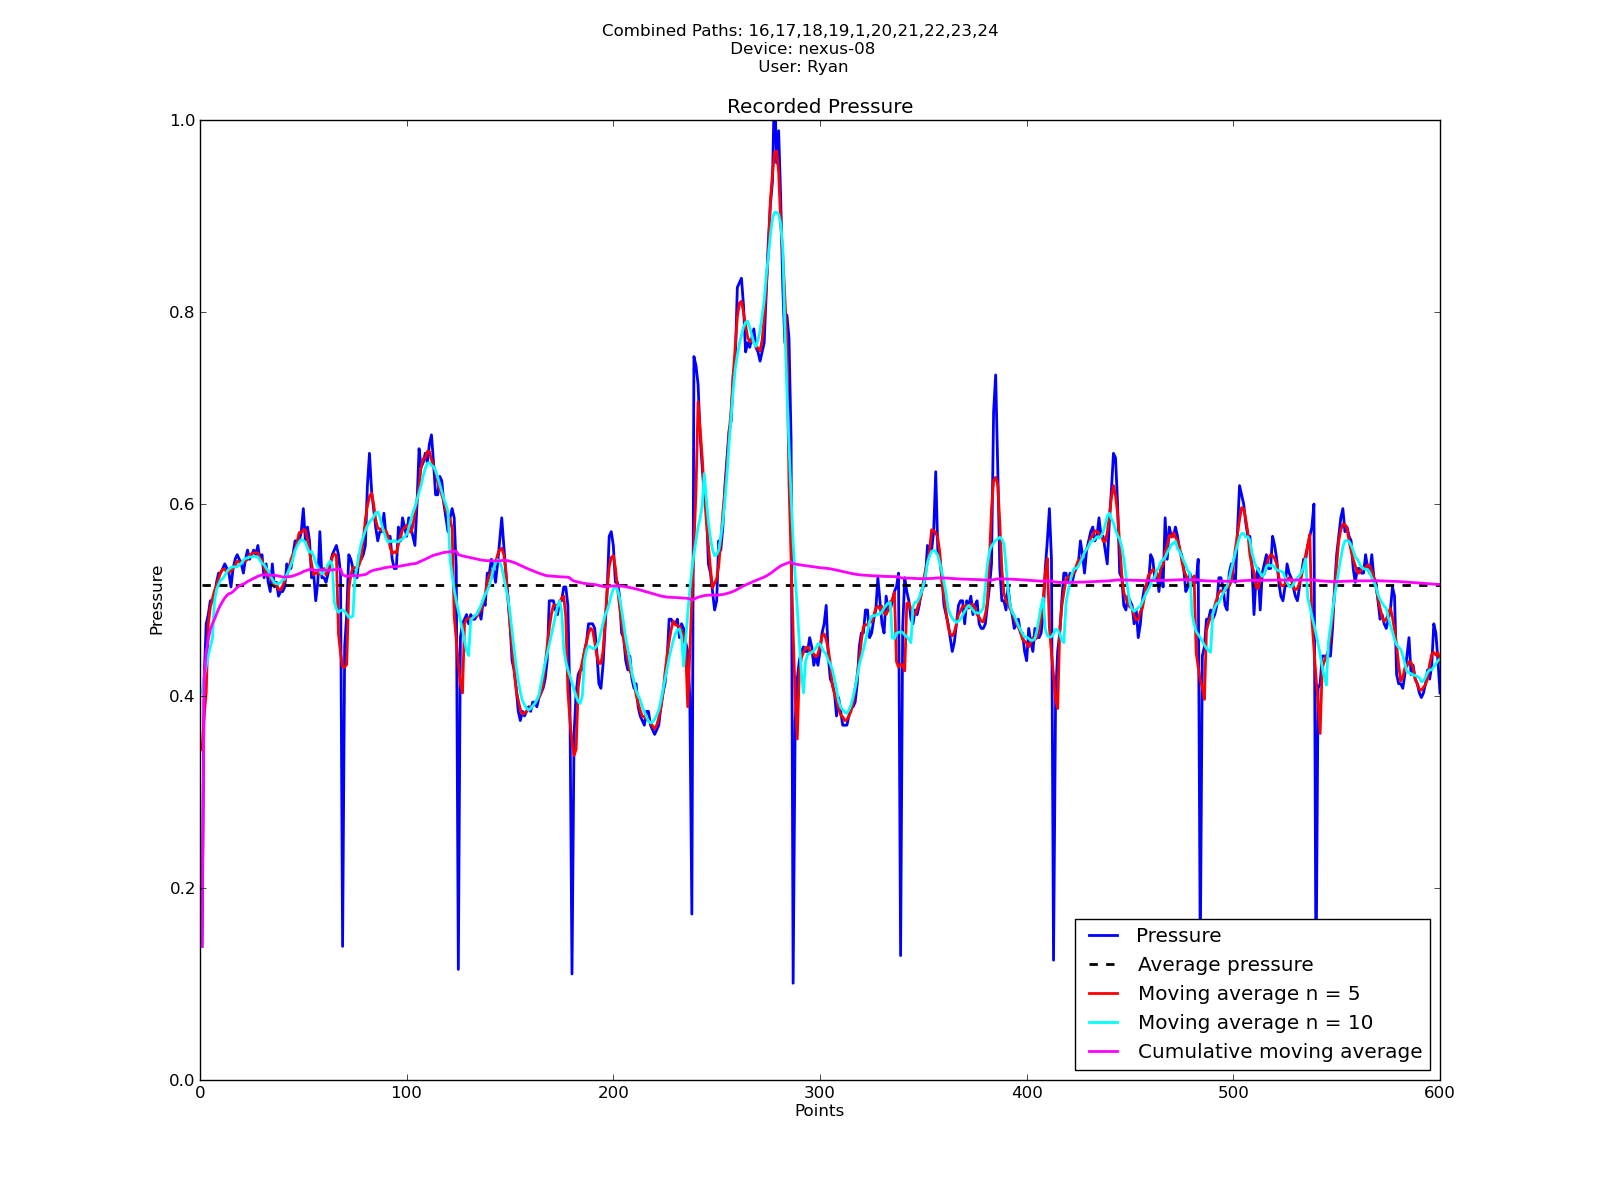 Combined Paths: 16,17,18,19,1,20,21,22,23,24
Device: nexus-08
User: Ryan
Recorded Pressure
1.0
0.8
0.6
0.4
0.2
0.0
Pressure
0 100 200 300 400 500 600
Points
Pressure
Average pressure
Moving average n = 5
Moving average n = 10
Cumulative moving average